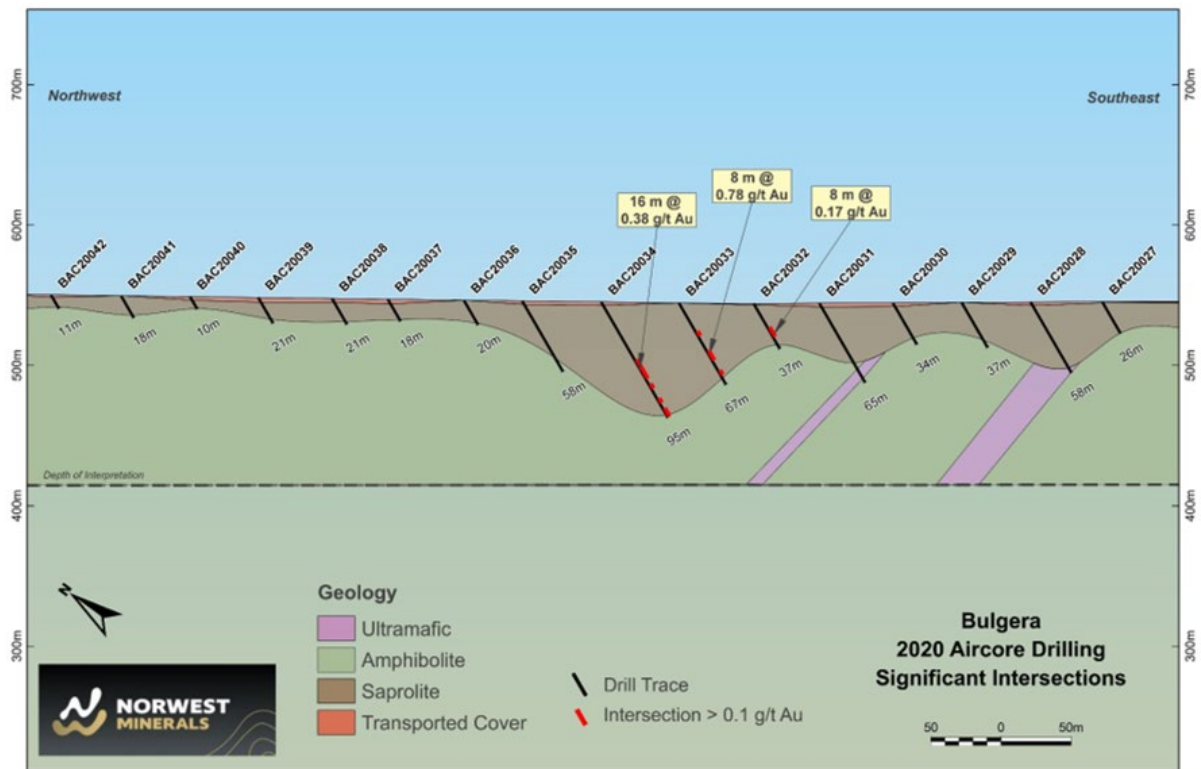 Northwest
Southeast
700m
600m
500m
400m
300m
700m
600m
500m
400m
300m
16 m @
0.38 g/t Au
8 m @
0.78 g/t Au
8 m @
0.17 g/t Au
BAC20042
BAC20041
BAC20040
BAC20039
BAC20038
BAC20037
BAC20036
BAC20035
BAC20034
BAC20033
BAC20032
BAC20031
BAC20030
BAC20029
BAC20028
BAC20027
11m
18m
10m
21m
21m
18m
20m
58m
95m
67m
37m
65m
34m
37m
58m
26m
Depth of Interpretation
N
Geology
Ultramafic
Amphibolite
Saprolite
Transported Cover
Drill Trace
Intersection > 0.1 g/t Au
Bulgera
2020 Aircore Drilling
Significant Intersections
50 0 50m
NORWEST
MINERALS